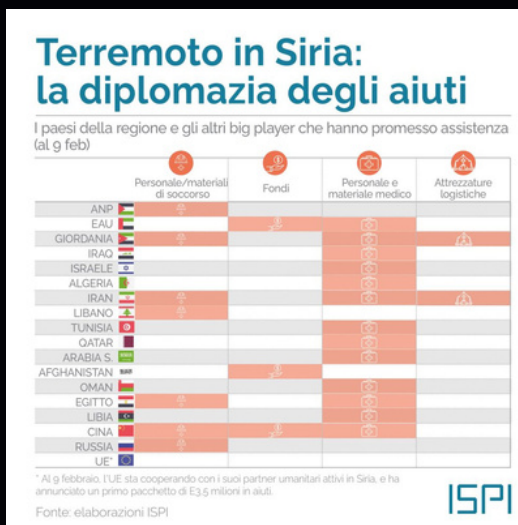 Terremoto in Siria:
la diplomazia degli aiuti
I paesi della regione e gli altri big player che hanno promesso assistenza
(al 9 feb)
Personale/materiali
di soccorso
Fondi
Personale e
materiale medico
Attrezzature
logistiche
ANP
EAU
GIORDANIA
IRAQ
ISRAELE
ALGERIA
IRAN
LIBANO
TUNISIA
QATAR
ARABIA S.
AFGHANISTAN
OMAN
EGITTO
LIBIA
CINA
RUSSIA
UE*
* Al 9 febbraio, l'UE sta cooperando con i suoi partner umanitari attivi in Siria, e ha
annunciato un primo pacchetto di €3.5 milioni in aiuti.
Fonte: elaborazioni ISPI
ISPI